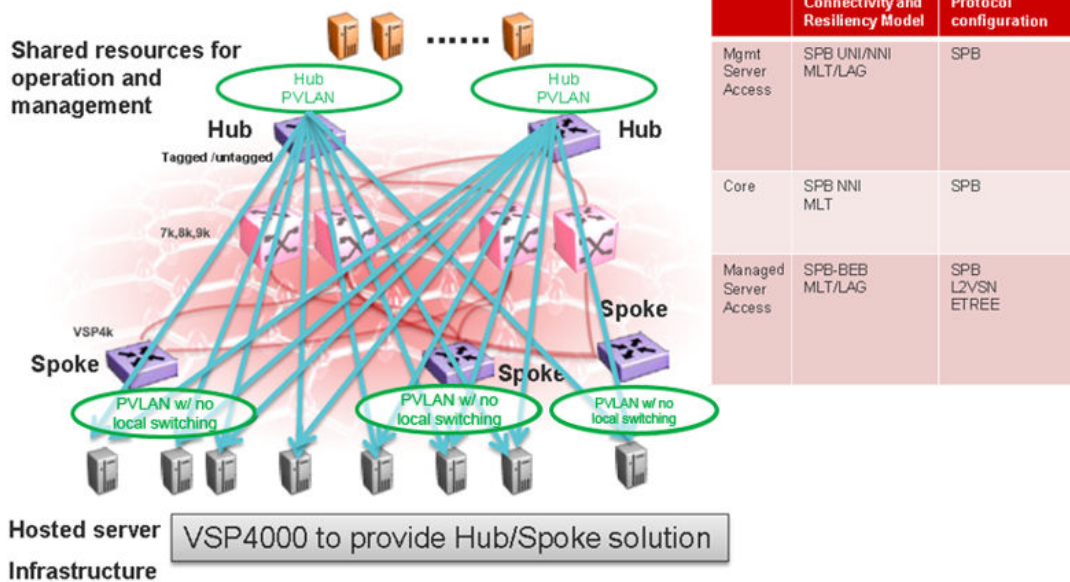 Shared resources for
operation and
management
Hub
PVLAN
Hub
PVLAN
Hub
Hub
Tagged /untagged
7k,8k,9k
VSP4k
Spoke
Spoke
Spoke
PVLAN w/ no
local switching
PVLAN w/ no
local switching
PVLAN w/ no
local switching
Hosted server
Infrastructure
VSP4000 to provide Hub/Spoke solution
Connectivity and
Resiliency Model
Protocol
configuration
Mgmt
Server
Access
SPB UNI/NNI
MLT/LAG
SPB
Core
SPB NNI
MLT
SPB
Managed
Server
Access
SPB-BEB
MLT/LAG
SPB
L2VSN
ETREE